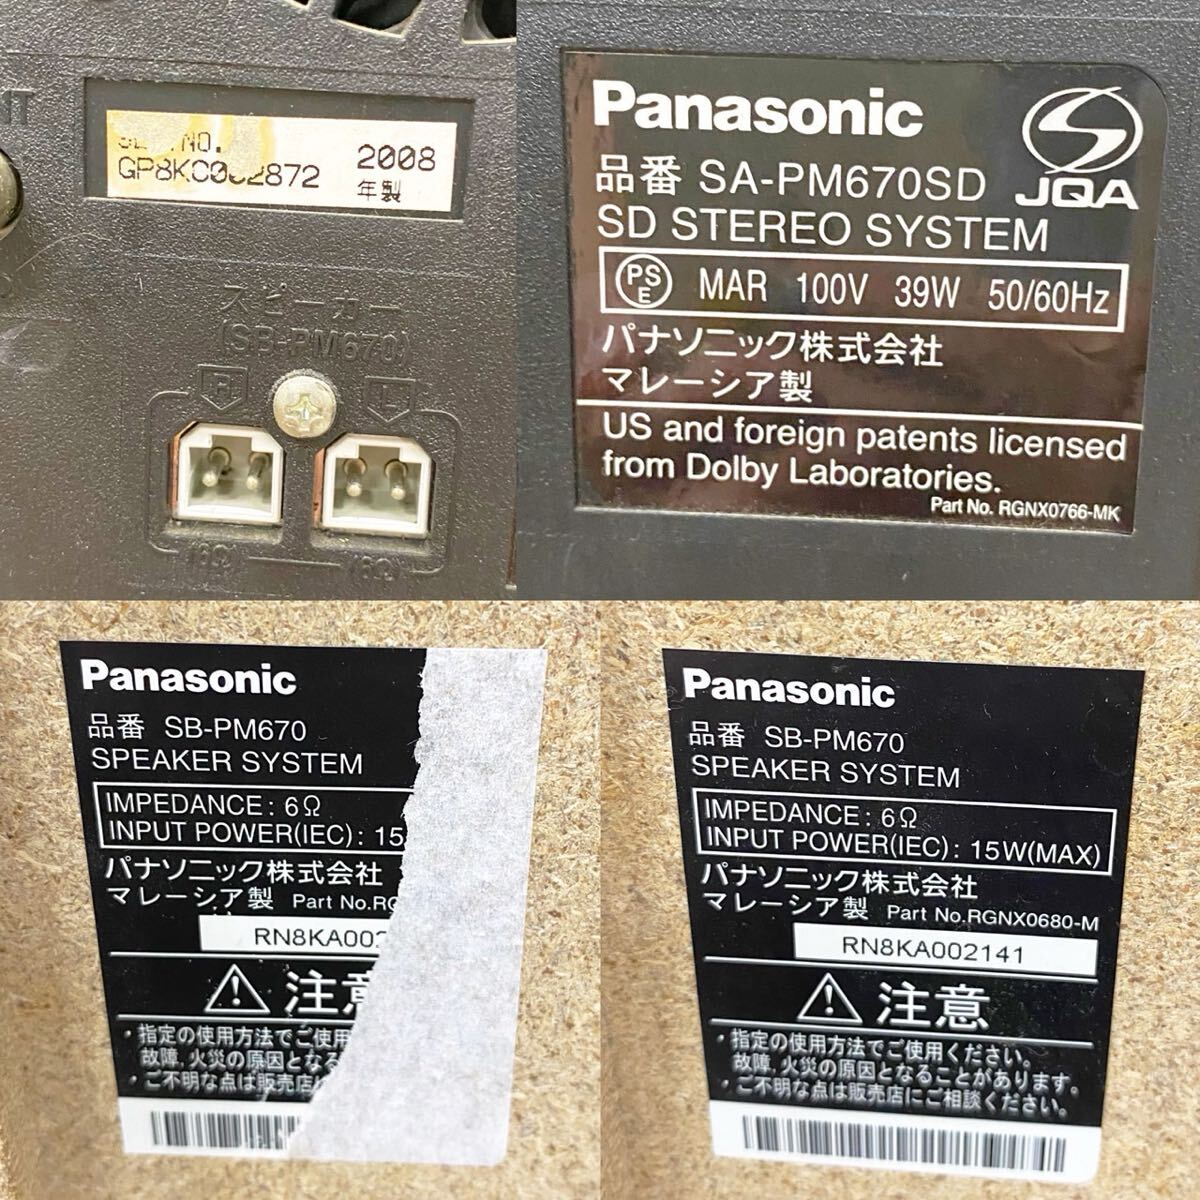 NO.
2008
年製
スピーカー
(SB-PM670)
R L
(6Ω) (6Ω)
Panasonic
JQA
品番 SA-PM670SD
SD STEREO SYSTEM
PS
E MAR 100V 39W 50/60Hz
パナソニック株式会社
マレーシア製
US and foreign patents licensed
from Dolby Laboratories.
Part No. RGNX0766-MK
Panasonic
品番 SB-PM670
SPEAKER SYSTEM
IMPEDANCE : 6Ω
INPUT POWER(IEC) : 15
パナソニック株式会社
マレーシア製 Part No.RG
RN8KA002
注意
・指定の使用方法でご使用
故障、火災の原因となる
・ご不明な点は販売店に
Panasonic
品番 SB-PM670
SPEAKER SYSTEM
IMPEDANCE : 6Ω
INPUT POWER(IEC) : 15W(MAX)
パナソニック株式会社
マレーシア製 Part No.RGNX0680-M
RN8KA002141
注意
・指定の使用方法でご使用ください。
故障、火災の原因となることがあります。
・ご不明な点は販売店にご相談ください。